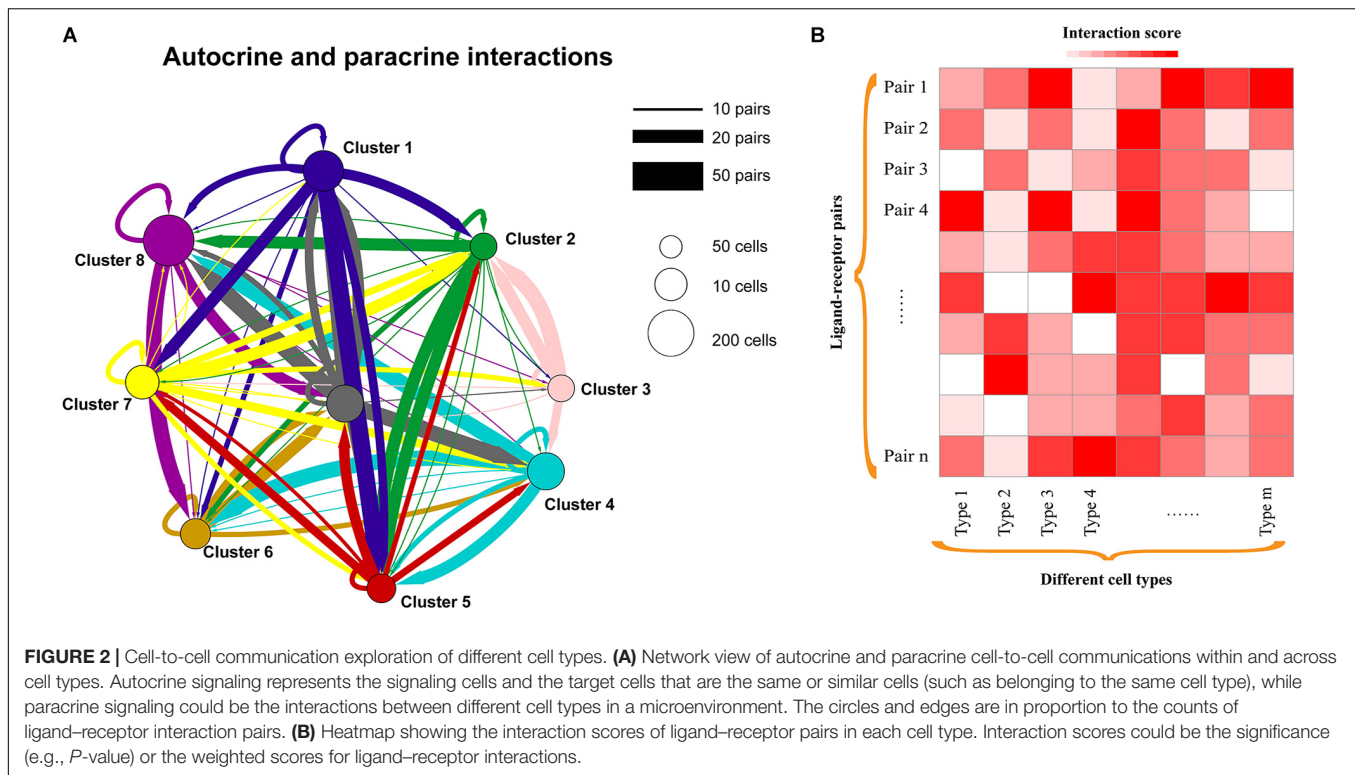 A
Autocrine and paracrine interactions
10 pairs
20 pairs
50 pairs
50 cells
10 cells
200 cells
Cluster 1
Cluster 2
Cluster 8
Cluster 3
Cluster 7
Cluster 4
Cluster 6
Cluster 5
B
Interaction score
Pair 1
Pair 2
Pair 3
Pair 4
......
Pair n
Ligand-receptor pairs
Type 1
Type 2
Type 3
Type 4
......
Type m
Different cell types
FIGURE 2 | Cell-to-cell communication exploration of different cell types. (A) Network view of autocrine and paracrine cell-to-cell communications within and across
cell types. Autocrine signaling represents the signaling cells and the target cells that are the same or similar cells (such as belonging to the same cell type), while
paracrine signaling could be the interactions between different cell types in a microenvironment. The circles and edges are in proportion to the counts of
ligand–receptor interaction pairs. (B) Heatmap showing the interaction scores of ligand–receptor pairs in each cell type. Interaction scores could be the significance
(e.g., P-value) or the weighted scores for ligand–receptor interactions.